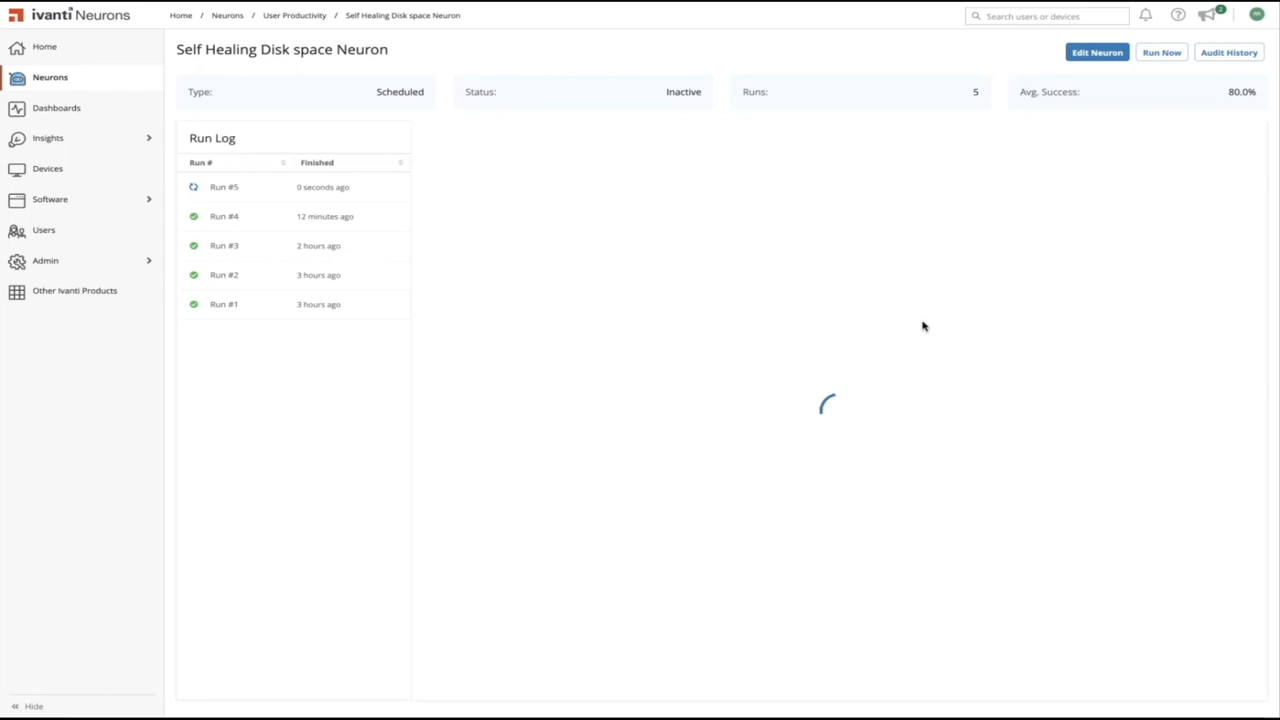 ivanti Neurons
Home / Neurons / User Productivity / Self Healing Disk space Neuron
Search users or devices
2
Home
Neurons
Dashboards
Insights
Devices
Software
Users
Admin
Other Ivanti Products
Hide
Self Healing Disk space Neuron
Edit Neuron
Run Now
Audit History
Type: Scheduled
Status: Inactive
Runs: 5
Avg. Success: 80.0%
Run Log
Run # Finished
Run #5 0 seconds ago
Run #4 12 minutes ago
Run #3 2 hours ago
Run #2 3 hours ago
Run #1 3 hours ago